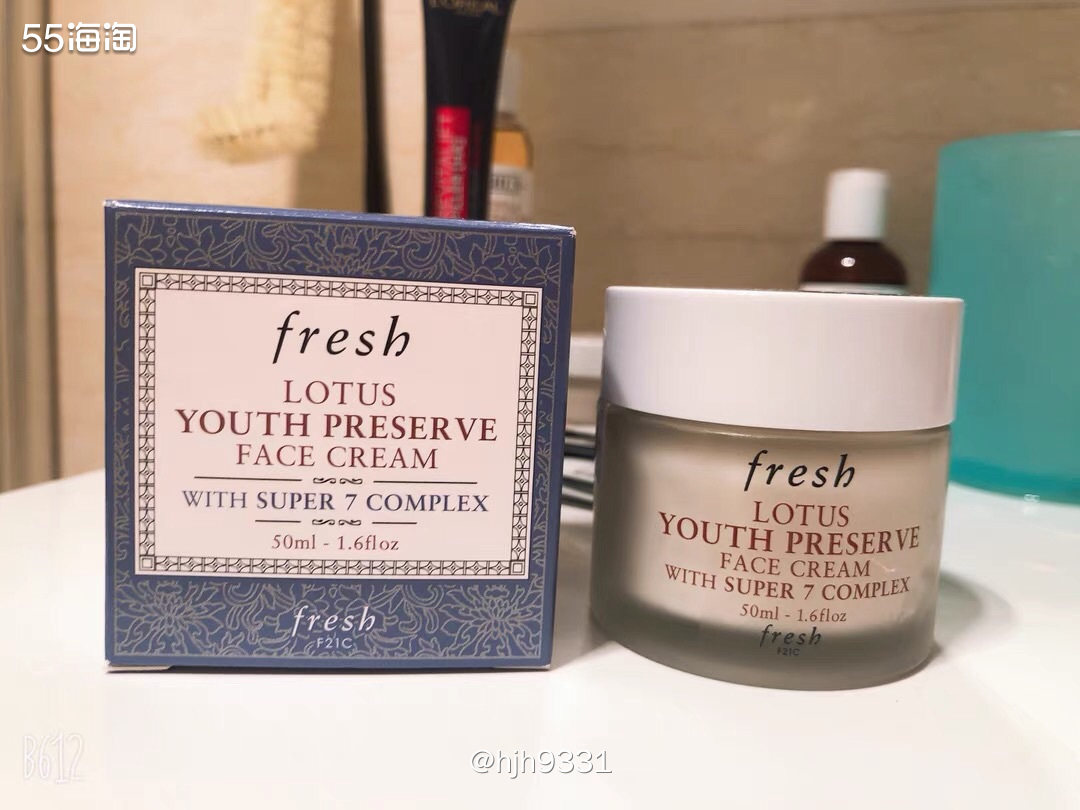 55海淘
L'OREAL
fresh
LOTUS
YOUTH PRESERVE
FACE CREAM
WITH SUPER 7 COMPLEX
50ml - 1.6floz
fresh
F21C
fresh
LOTUS
YOUTH PRESERVE
FACE CREAM
WITH SUPER 7 COMPLEX
50ml - 1.6floz
fresh
F21C
B612
@hjh9331